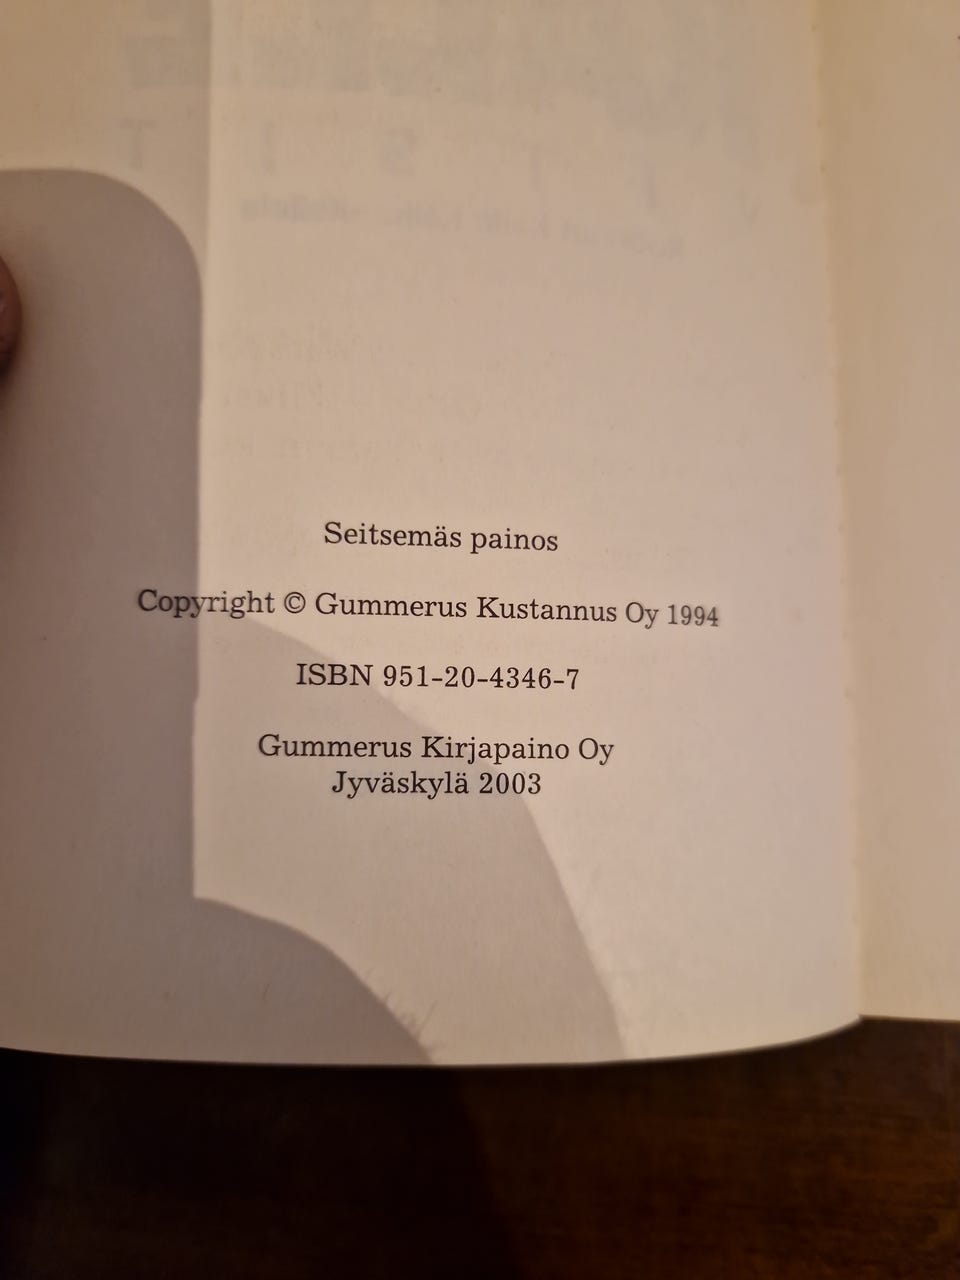 Seitsemäs painos
Copyright © Gummerus Kustannus Oy 1994
ISBN 951-20-4346-7
Gummerus Kirjapaino Oy
Jyväskylä 2003